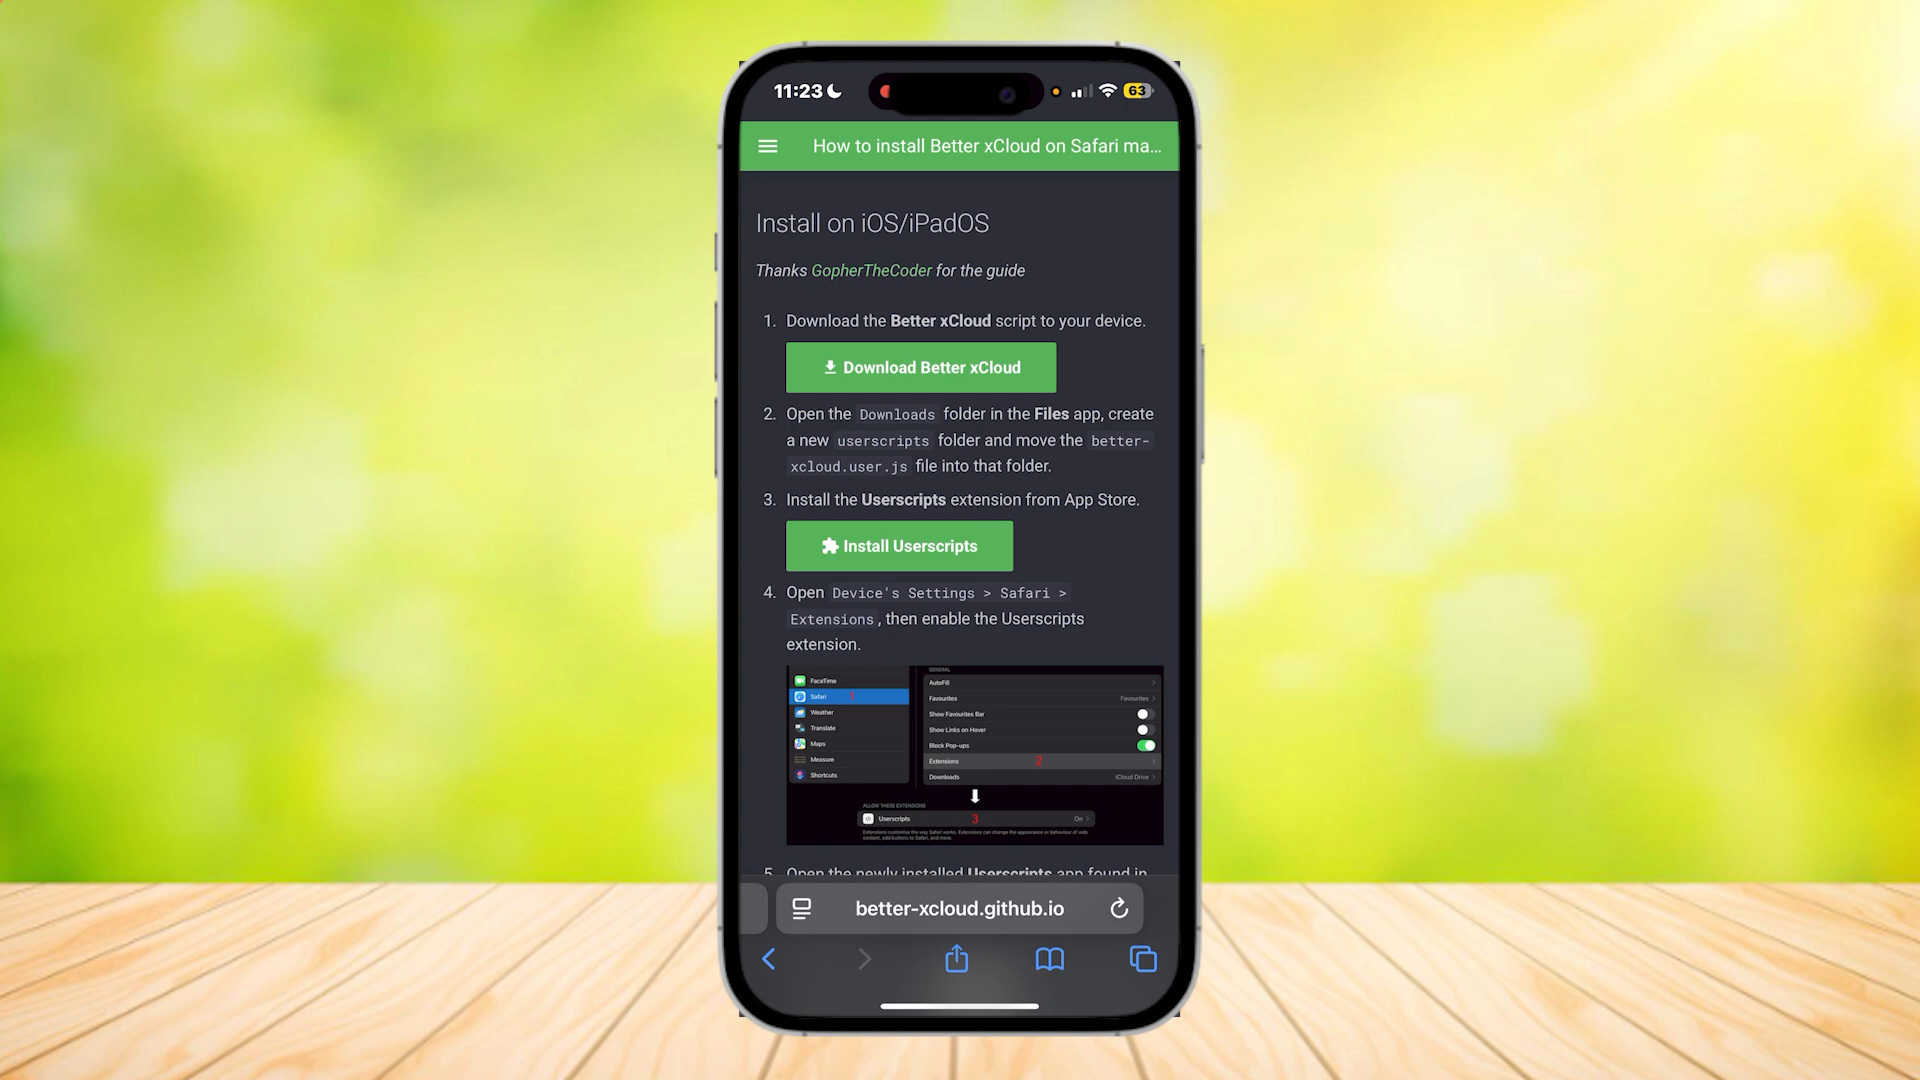 11:23
63
How to install Better xCloud on Safari ma...
Install on iOS/iPadOS
Thanks GopherTheCoder for the guide
1. Download the Better xCloud script to your device.
Download Better xCloud
2. Open the Downloads folder in the Files app, create
a new userscripts folder and move the better-
xcloud.user.js file into that folder.
3. Install the Userscripts extension from App Store.
Install Userscripts
4. Open Device's Settings > Safari >
Extensions, then enable the Userscripts
extension.
FaceTime
Safari 1
Weather
Translate
Maps
Measure
Shortcuts
GENERAL
AutoFill
Favourites Favourites
Show Favourites Bar
Show Links on Hover
Block Pop-ups
Extensions 2
Downloads iCloud Drive
ALLOW THESE EXTENSIONS
Userscripts 3 On
Extensions customise the way Safari works. Extensions can change the appearance or behaviour of web
content, add buttons to Safari, and more.
5. Open the newly installed Userscripts app found in
better-xcloud.github.io